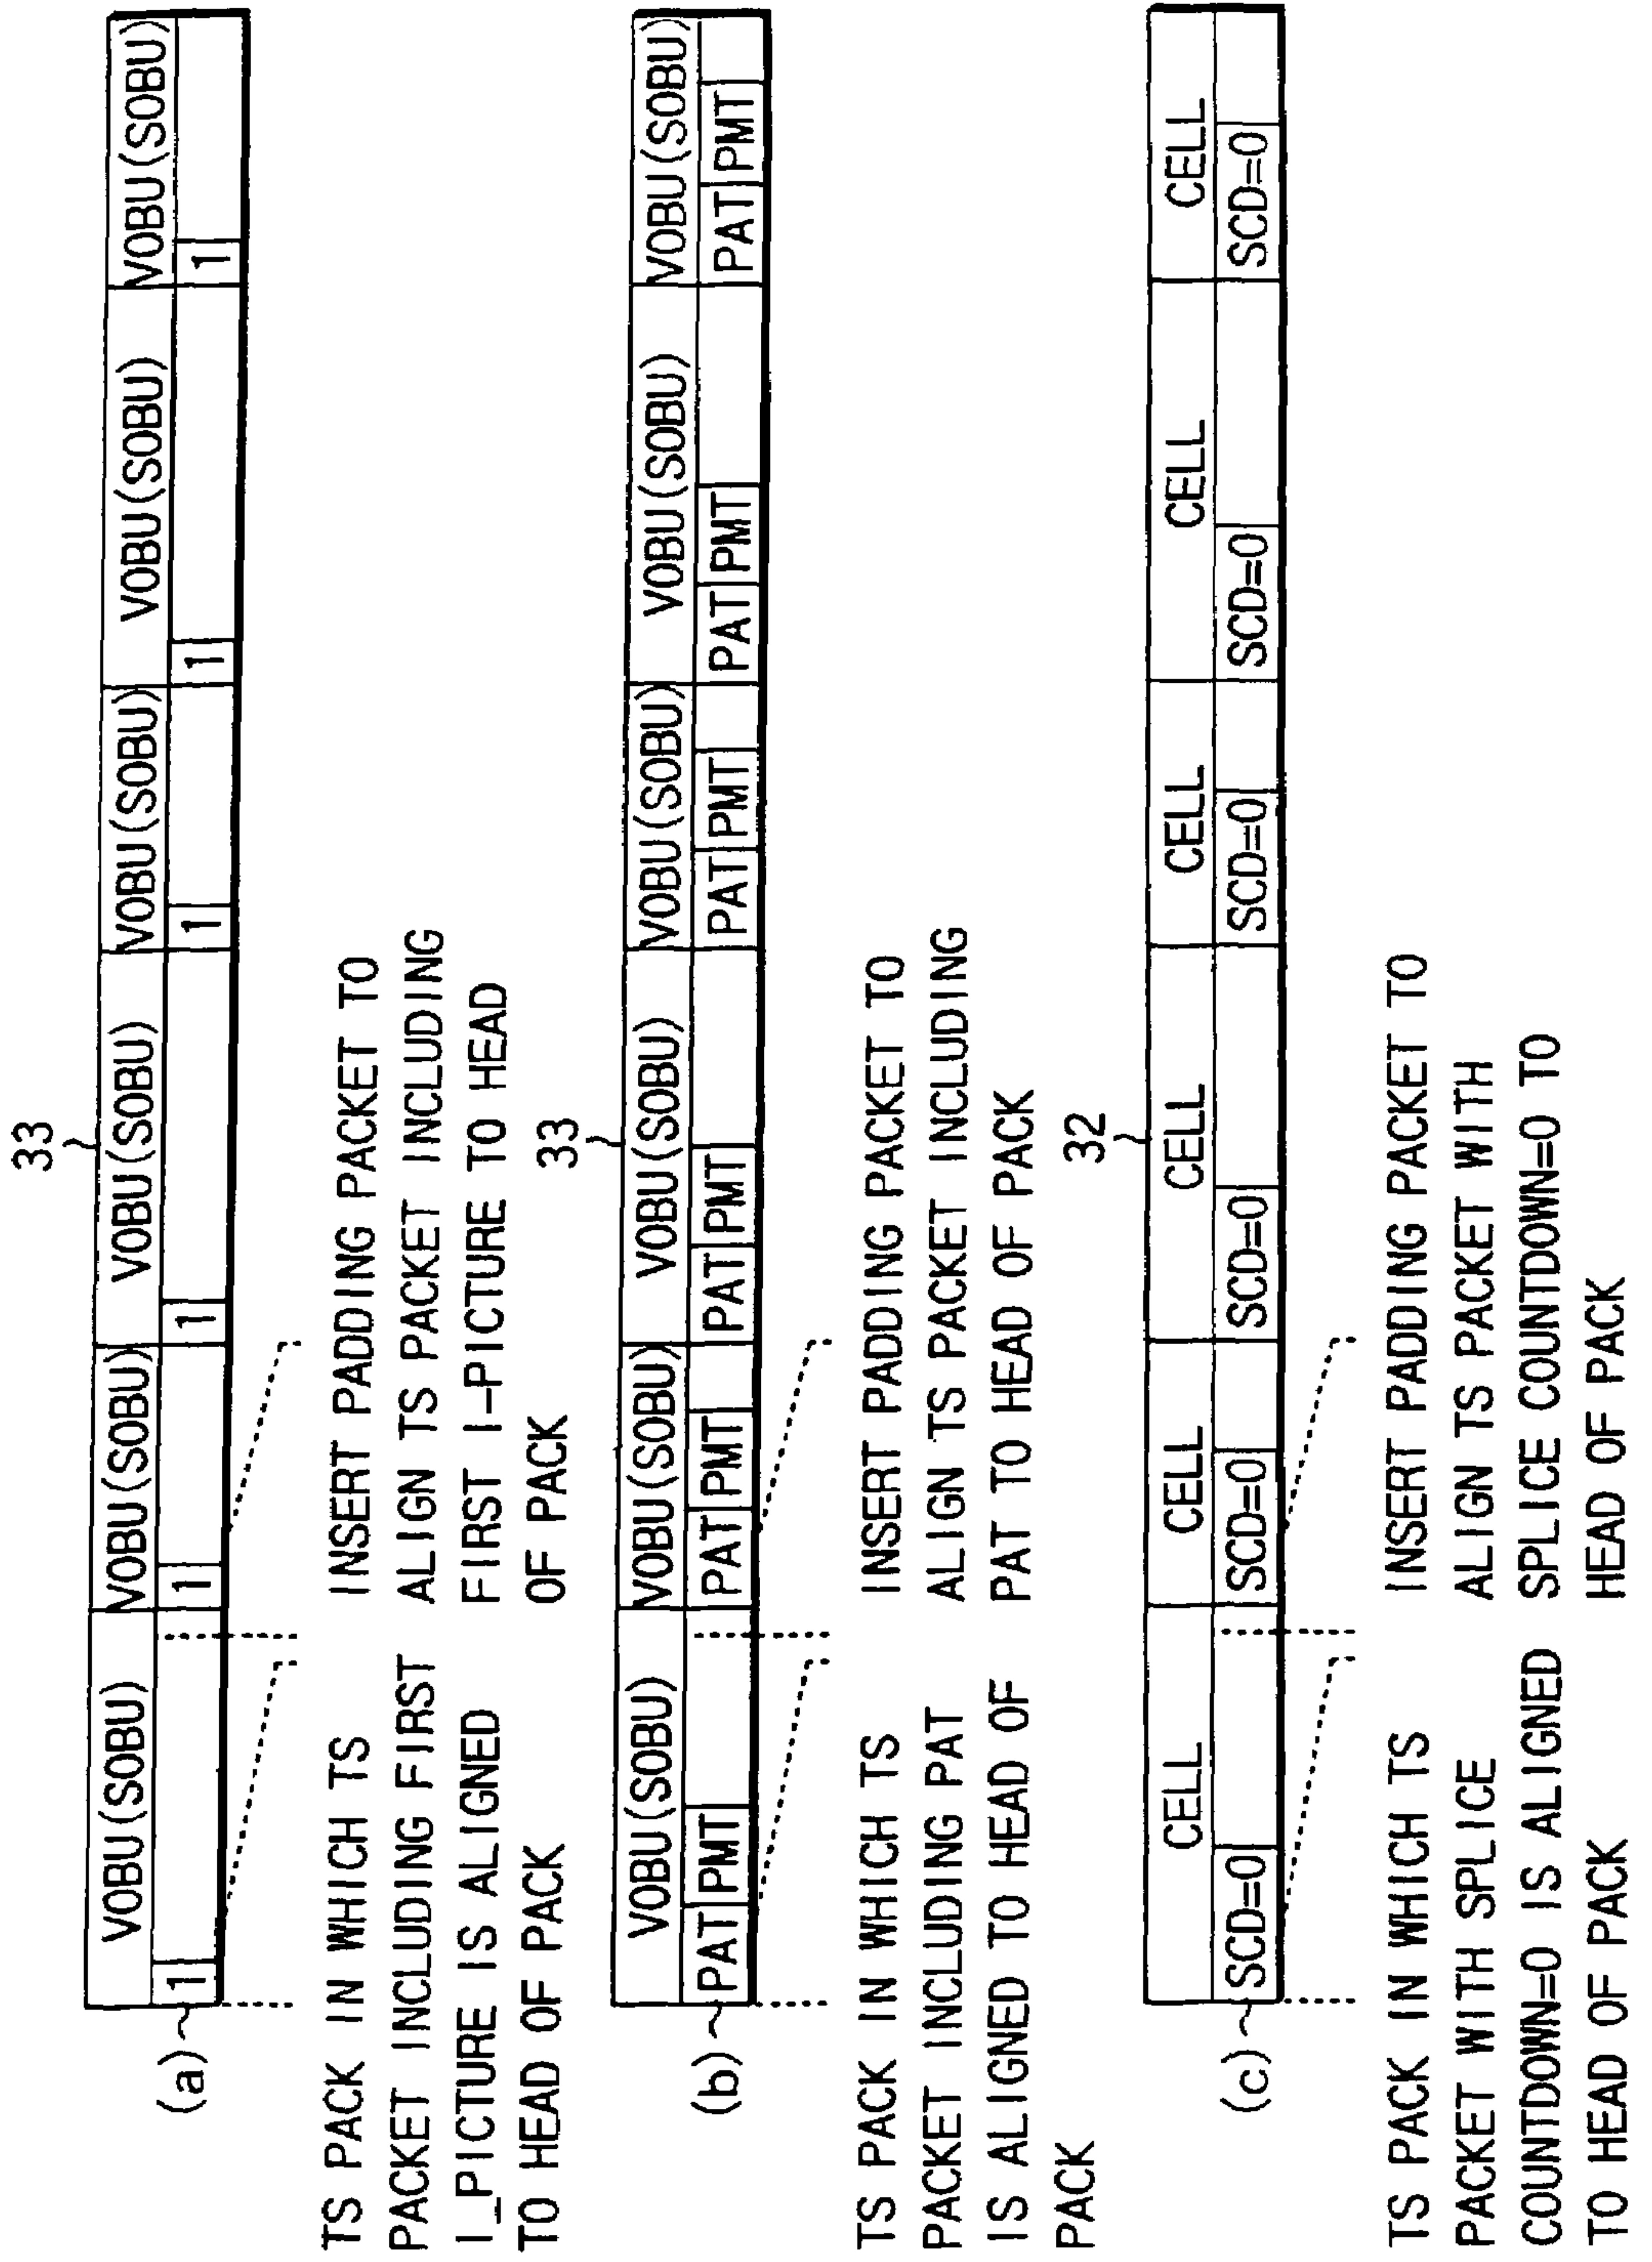 33
VOBU(SOBU) VOBU(SOBU) VOBU(SOBU) VOBU(SOBU) VOBU(SOBU) VOBU(SOBU)
(a) 1 1 1 1 1 1
TS PACK IN WHICH TS
PACKET INCLUDING FIRST
I_PICTURE IS ALIGNED
TO HEAD OF PACK
INSERT PADDING PACKET TO
ALIGN TS PACKET INCLUDING
FIRST I-PICTURE TO HEAD
OF PACK
33
VOBU(SOBU) VOBU(SOBU) VOBU(SOBU) VOBU(SOBU) VOBU(SOBU) VOBU(SOBU)
(b) PAT PMT PAT PMT PAT PMT PAT PMT PAT PMT PAT PMT
TS PACK IN WHICH TS
PACKET INCLUDING PAT
IS ALIGNED TO HEAD OF
PACK
INSERT PADDING PACKET TO
ALIGN TS PACKET INCLUDING
PAT TO HEAD OF PACK
32
CELL CELL CELL CELL CELL CELL
(c) SCD=0 SCD=0 SCD=0 SCD=0 SCD=0 SCD=0
TS PACK IN WHICH TS
PACKET WITH SPLICE
COUNTDOWN=0 IS ALIGNED
TO HEAD OF PACK
INSERT PADDING PACKET TO
ALIGN TS PACKET WITH
SPLICE COUNTDOWN=0 TO
HEAD OF PACK